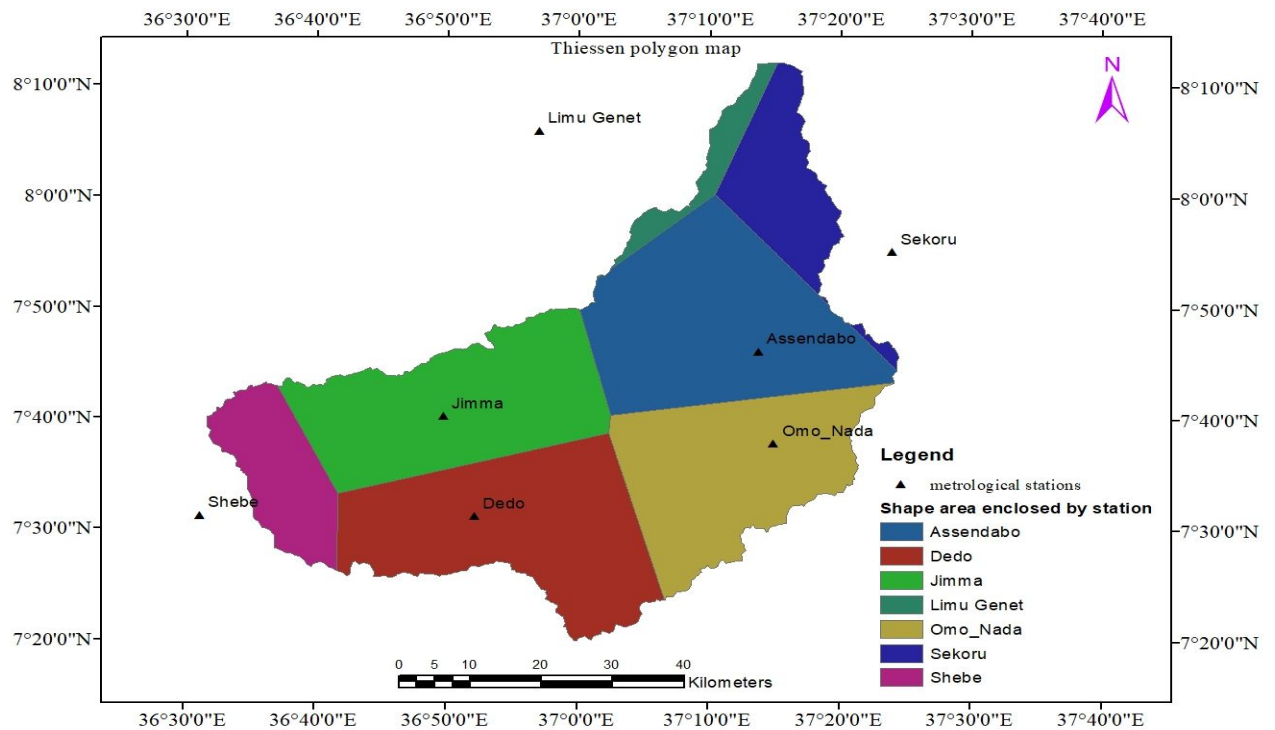 36°30'0"E 36°40'0"E 36°50'0"E 37°0'0"E 37°10'0"E 37°20'0"E 37°30'0"E 37°40'0"E
Thiessen polygon map
N
8°10'0"N 8°10'0"N
Limu Genet
8°0'0"N 8°0'0"N
Sekoru
7°50'0"N 7°50'0"N
Assendabo
Jimma
7°40'0"N 7°40'0"N
Omo_Nada
Legend
metrological stations
Shebe
Dedo
Shape area enclosed by station
7°30'0"N 7°30'0"N
Assendabo
Dedo
Jimma
Limu Genet
Omo_Nada
Sekoru
Shebe
7°20'0"N 7°20'0"N
0 5 10 20 30 40
Kilometers
36°30'0"E 36°40'0"E 36°50'0"E 37°0'0"E 37°10'0"E 37°20'0"E 37°30'0"E 37°40'0"E